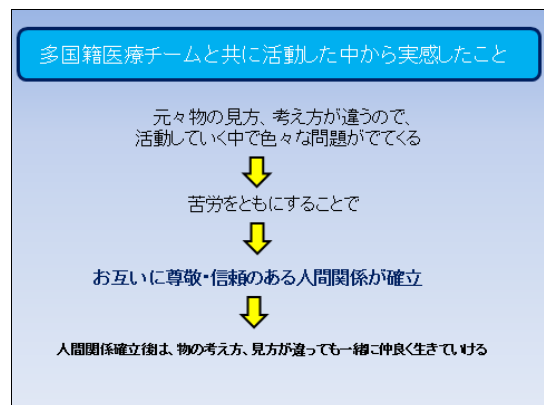 多国籍医療チームと共に活動した中から実感したこと
元々物の見方、考え方が違うので、
活動していく中で色々な問題がでてくる
苦労をともにすることで
お互いに尊敬・信頼のある人間関係が確立
人間関係確立後は、物の考え方、見方が違っても一緒に仲良く生きていける